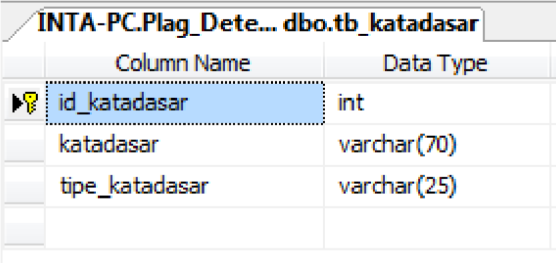 INTA-PC.Plag_Dete... dbo.tb_katadasar
Column Name Data Type
id_katadasar int
katadasar varchar(70)
tipe_katadasar varchar(25)